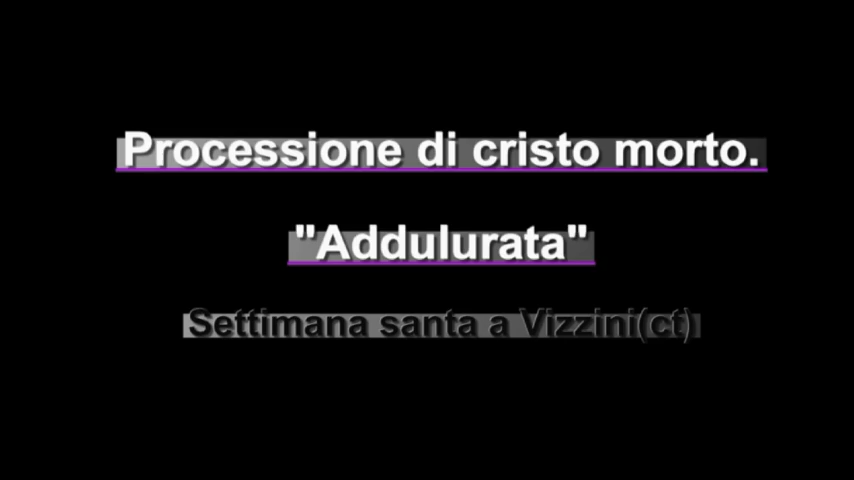 Processione di cristo morto.
"Addulurata"
Settimana santa a Vizzini(ct)